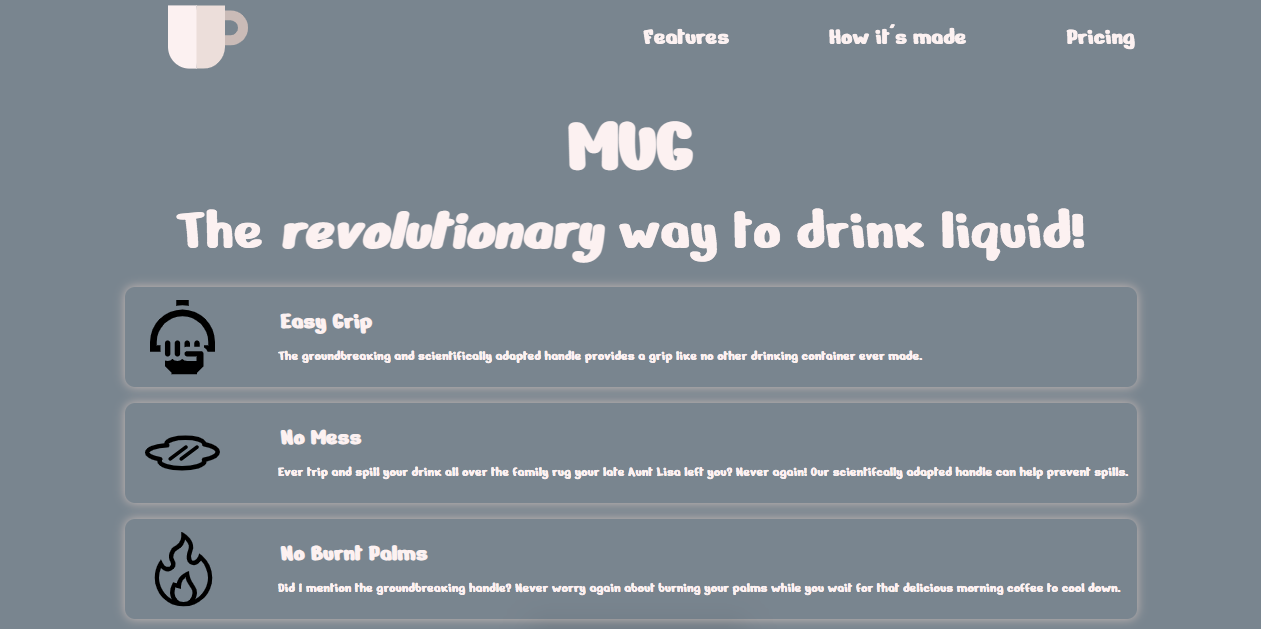 Features
How it's made
Pricing
MUG
The revolutionary way to drink liquid!
Easy Grip
The groundbreaking and scientifically adapted handle provides a grip like no other drinking container ever made.
No Mess
Ever trip and spill your drink all over the family rug your late Aunt Lisa left you? Never again! Our scientifcally adapted handle can help prevent spills.
No Burnt Palms
Did I mention the groundbreaking handle? Never worry again about burning your palms while you wait for that delicious morning coffee to cool down.